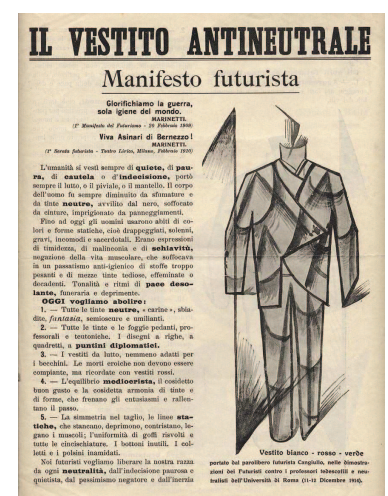 IL VESTITO ANTINEUTRALE
Manifesto futurista
Glorifichiamo la guerra,
sola igiene del mondo.
MARINETTI.
(1° Manifesto del Futurismo - 20 Febbraio 1909)
Viva Asinari di Bernezzo!
MARINETTI.
(1ª Serata futurista - Teatro Lirico, Milano, Febbraio 1910)
L'umanità si vestì sempre di quiete, di pau-
ra, di cautela o d'indecisione, portò
sempre il lutto, o il piviale, o il mantello. Il corpo
dell'uomo fu sempre diminuito da sfumature e
da tinte neutre, avvilito dal nero, soffocato
da cinture, imprigionato da panneggiamenti.
Fino ad oggi gli uomini usarono abiti di co-
lori e forme statiche, cioè drappeggiati, solenni,
gravi, incomodi e sacerdotali. Erano espressioni
di timidezza, di malinconia e di schiavitù,
negazione della vita muscolare, che soffocava
in un passatismo anti-igienico di stoffe troppo
pesanti e di mezze tinte tediose, effeminate o
decadenti. Tonalità e ritmi di pace deso-
lante, funeraria e deprimente.
OGGI vogliamo abolire:
1. — Tutte le tinte neutre, « carine », sbia-
dite, fantasia, semioscure e umilianti.
2. — Tutte le tinte e le foggie pedanti, pro-
fessorali e teutoniche. I disegni a righe, a
quadretti, a puntini diplomatici.
3. — I vestiti da lutto, nemmeno adatti per
i becchini. Le morti eroiche non devono essere
compiante, ma ricordate con vestiti rossi.
4. — L'equilibrio mediocrista, il cosidetto
buon gusto e la cosidetta armonia di tinte e
di forme, che frenano gli entusiasmi e rallen-
tano il passo.
5. — La simmetria nel taglio, le linee sta-
tiche, che stancano, deprimono, contristano, le-
gano i muscoli; l'uniformità di goffi risvolti e
tutte le cincischiature. I bottoni inutili. I col-
letti e i polsini inamidati.
Noi futuristi vogliamo liberare la nostra razza
da ogni neutralità, dall'indecisione paurosa e
quietista, dal pessimismo negatore e dall'inerzia
Vestito bianco - rosso - verde
portato dal parolibero futurista Cangiullo, nelle dimostra-
zioni dei Futuristi contro i professori tedescofili e neu-
tralisti dell'Università di Roma (11-12 Dicembre 1914).